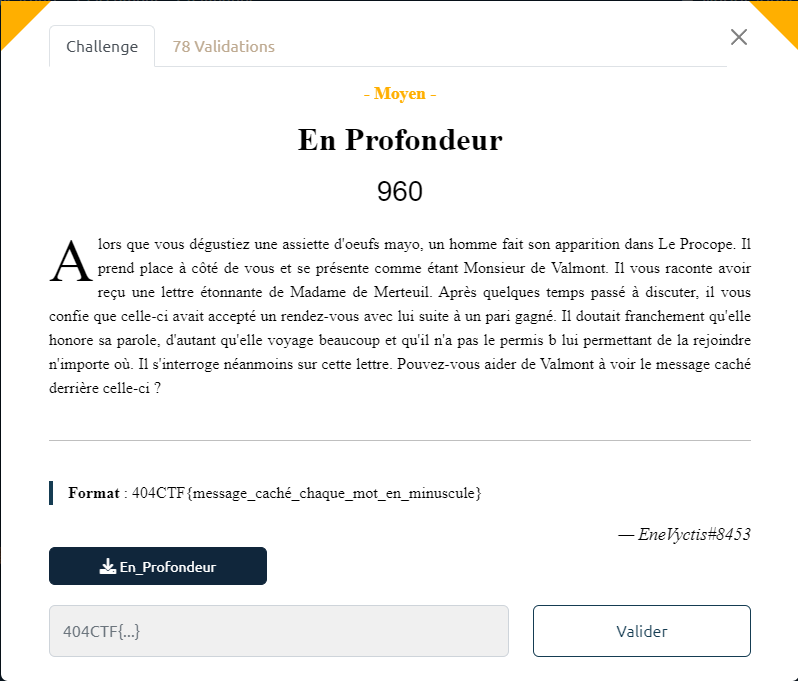 Challenge
78 Validations
- Moyen -
En Profondeur
960
Alors que vous dégustiez une assiette d'oeufs mayo, un homme fait son apparition dans Le Procope. Il
prend place à côté de vous et se présente comme étant Monsieur de Valmont. Il vous raconte avoir
reçu une lettre étonnante de Madame de Merteuil. Après quelques temps passé à discuter, il vous
confie que celle-ci avait accepté un rendez-vous avec lui suite à un pari gagné. Il doutait franchement qu'elle
honore sa parole, d'autant qu'elle voyage beaucoup et qu'il n'a pas le permis b lui permettant de la rejoindre
n'importe où. Il s'interroge néanmoins sur cette lettre. Pouvez-vous aider de Valmont à voir le message caché
derrière celle-ci ?
Format : 404CTF{message_caché_chaque_mot_en_minuscule}
— EneVyctis#8453
En_Profondeur
404CTF{...}
Valider